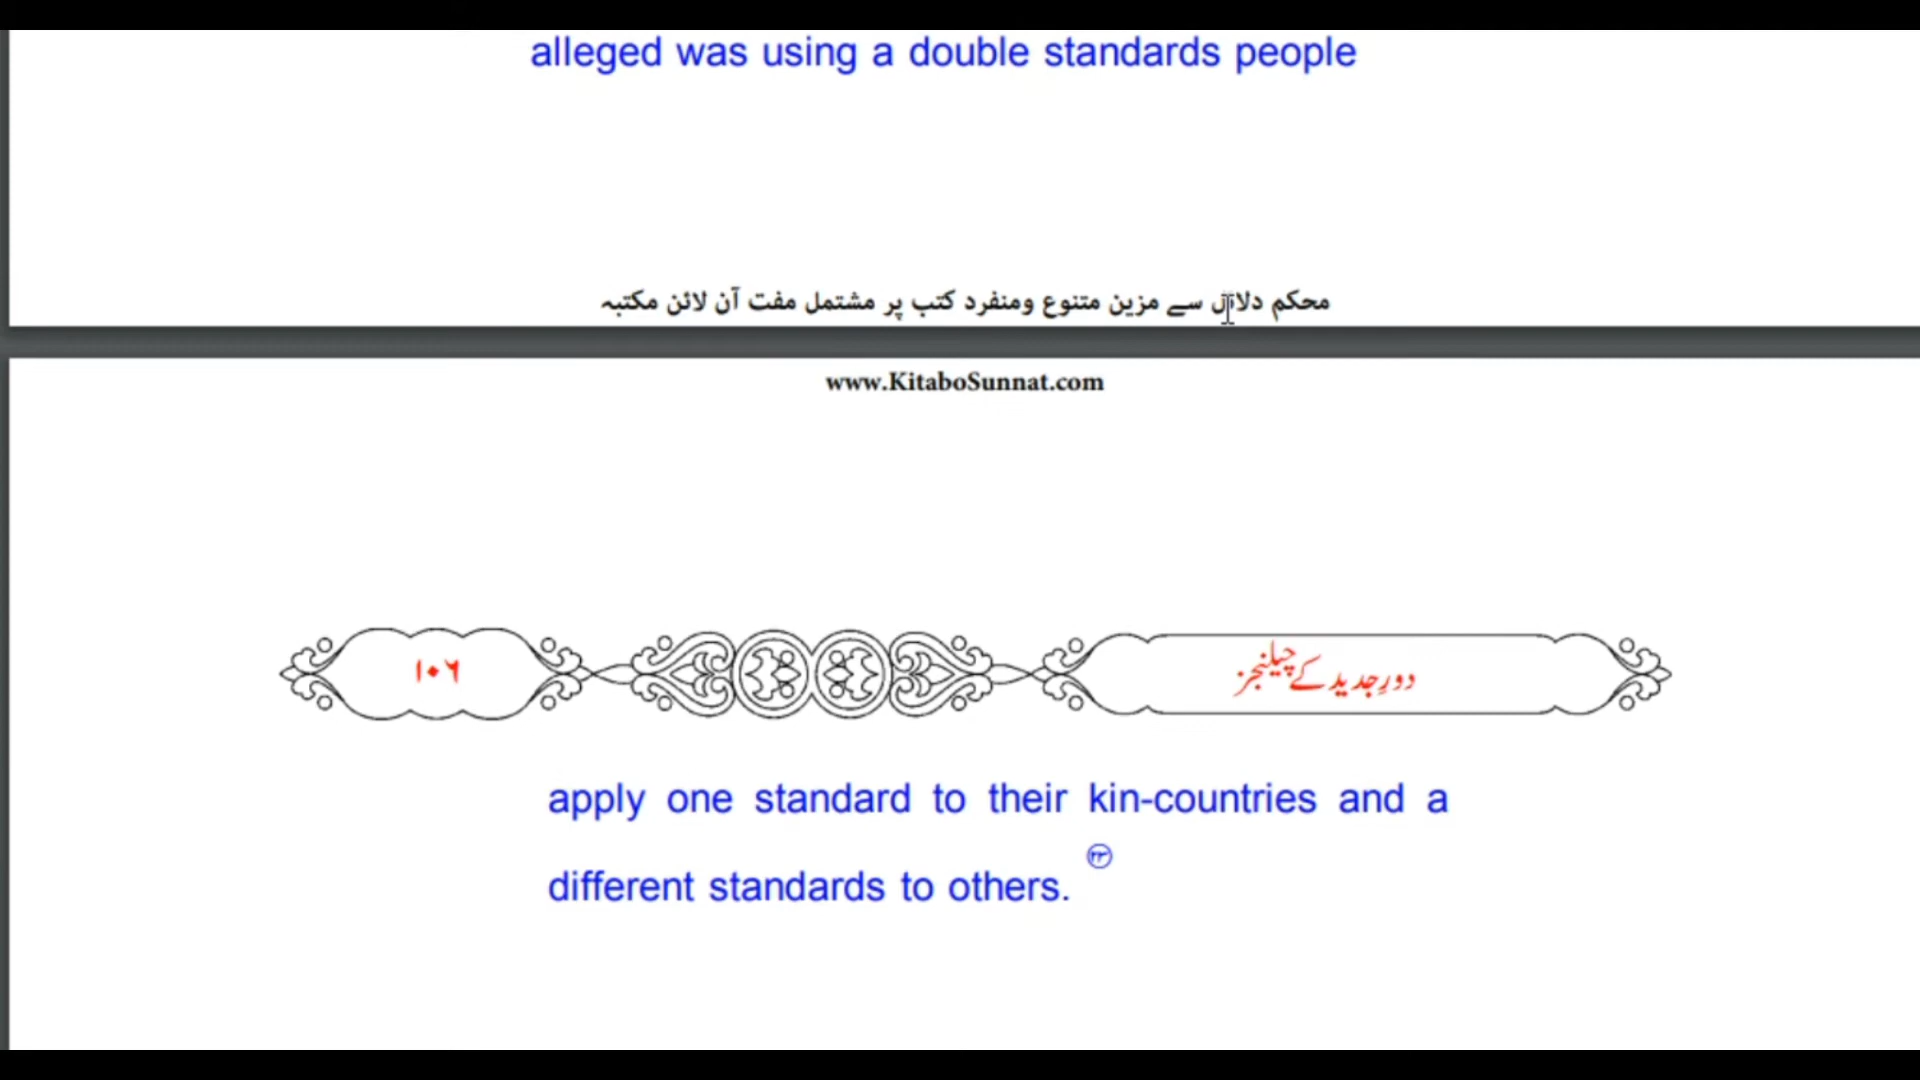 alleged was using a double standards people
محکم دلائل سے مزین متنوع ومنفرد کتب پر مشتمل مفت آن لائن مکتبہ
www.KitaboSunnat.com
دورِجدید کے چیلنجز
۱۰۶
apply one standard to their kin-countries and a
different standards to others. ۲۳